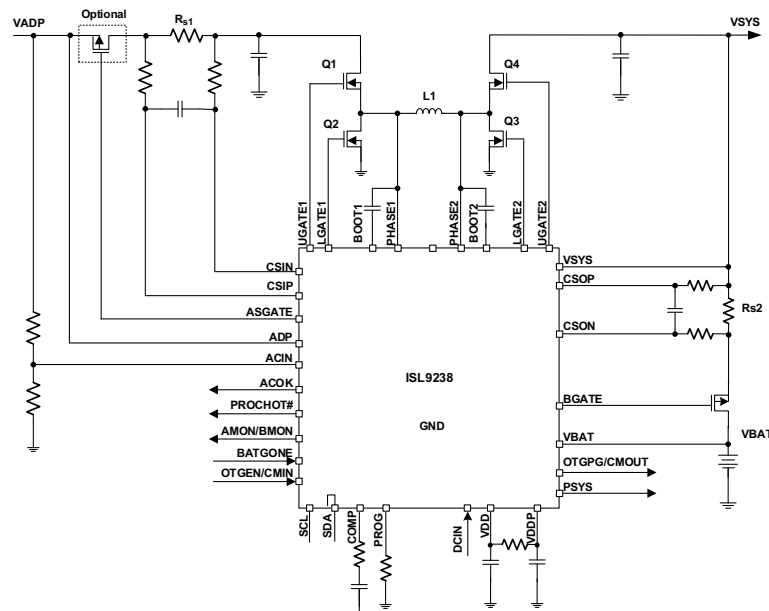 Optional
VADP
Rs1
VSYS
Q1
Q4
L1
Q2
Q3
UGATE1
LGATE1
BOOT1
PHASE1
PHASE2
BOOT2
LGATE2
UGATE2
CSIN
CSIP
ASGATE
ADP
ACIN
ACOK
PROCHOT#
AMON/BMON
BATGONE
OTGEN/CMIN
ISL9238
GND
VSYS
CSOP
Rs2
CSON
BGATE
VBAT
VBAT
OTGPG/CMOUT
PSYS
SCL
SDA
COMP
PROG
DCIN
VDD
VDDP